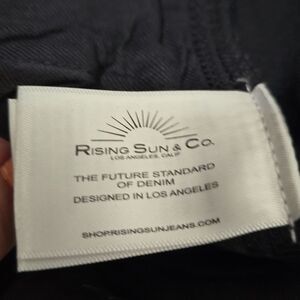 RISING SUN & CO.
LOS ANGELES, CALIF
THE FUTURE STANDARD
OF DENIM
DESIGNED IN LOS ANGELES
SHOPRISINGSUNJEANS.COM